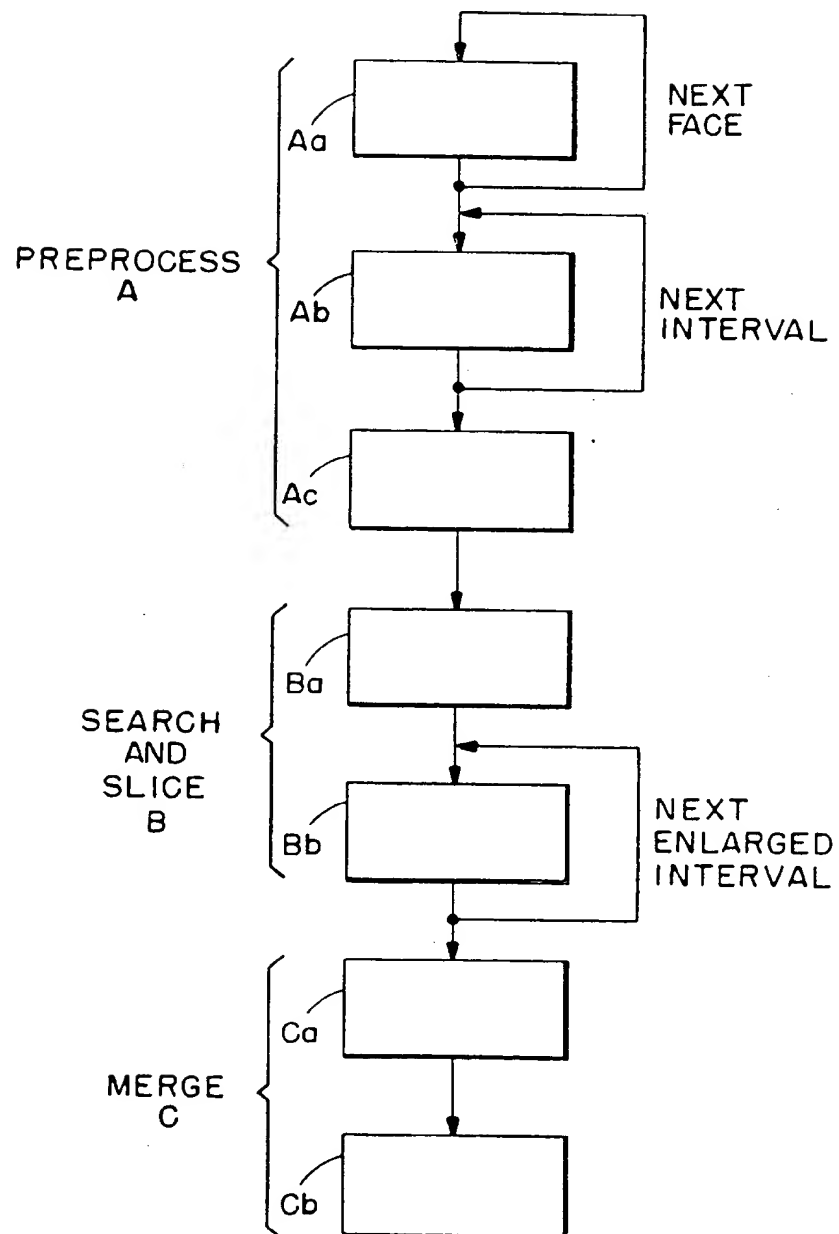 NEXT
FACE
Aa
PREPROCESS
A
Ab
NEXT
INTERVAL
Ac
Ba
SEARCH
AND
SLICE
B
Bb
NEXT
ENLARGED
INTERVAL
Ca
MERGE
C
Cb